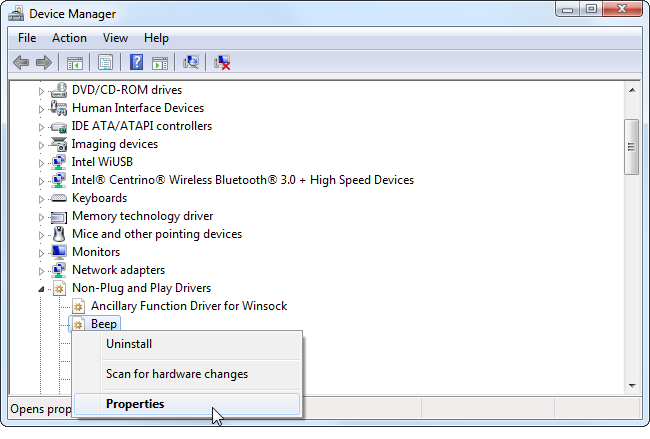 Device Manager
File Action View Help
DVD/CD-ROM drives
Human Interface Devices
IDE ATA/ATAPI controllers
Imaging devices
Intel WiUSB
Intel® Centrino® Wireless Bluetooth® 3.0 + High Speed Devices
Keyboards
Memory technology driver
Mice and other pointing devices
Monitors
Network adapters
Non-Plug and Play Drivers
Ancillary Function Driver for Winsock
Beep
Uninstall
Scan for hardware changes
Properties
Opens prop